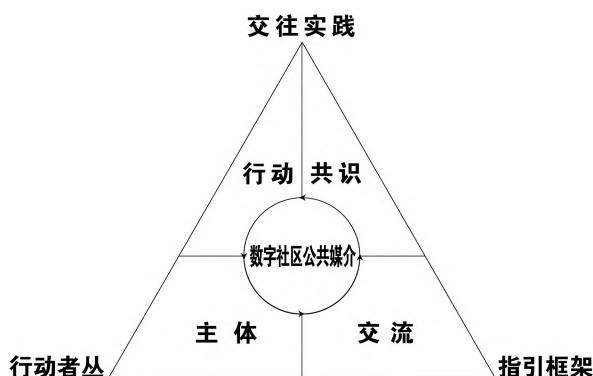 交往实践
行动 共识
数字社区公共媒介
主体 交流
行动者丛 指引框架